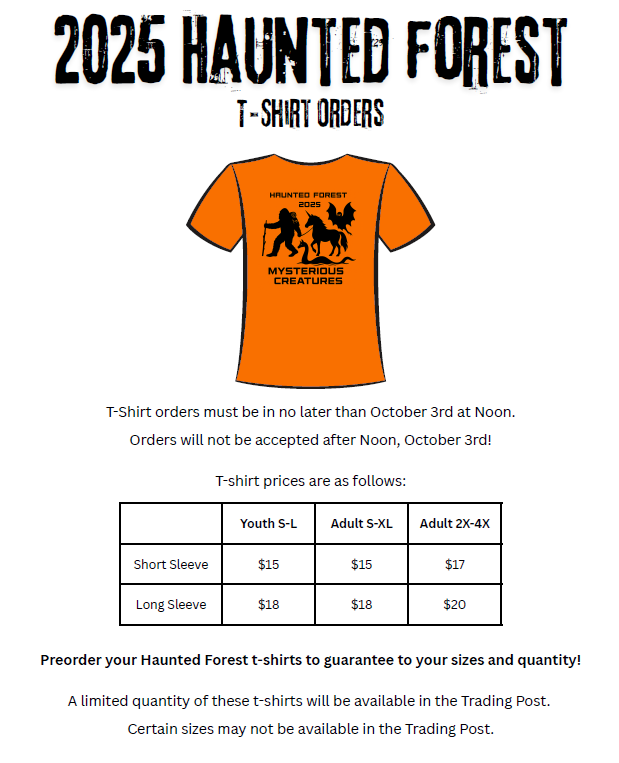 2025 HAUNTED FOREST
T-SHIRT ORDERS
HAUNTED FOREST
2025
MYSTERIOUS
CREATURES
T-Shirt orders must be in no later than October 3rd at Noon.
Orders will not be accepted after Noon, October 3rd!
T-shirt prices are as follows:
Youth S-L Adult S-XL Adult 2X-4X
Short Sleeve $15 $15 $17
Long Sleeve $18 $18 $20
Preorder your Haunted Forest t-shirts to guarantee to your sizes and quantity!
A limited quantity of these t-shirts will be available in the Trading Post.
Certain sizes may not be available in the Trading Post.